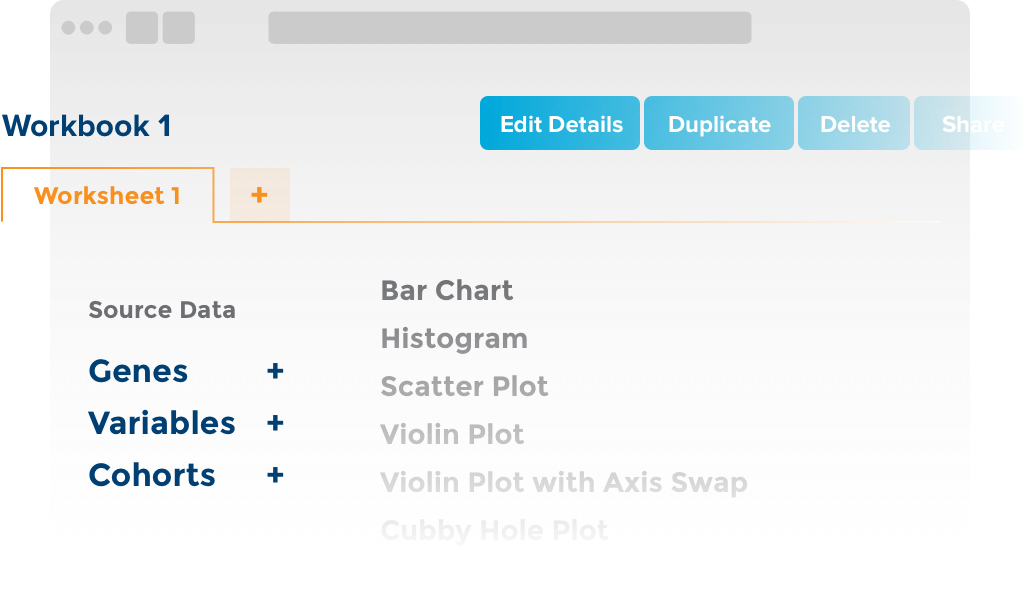 Workbook 1
Edit Details
Duplicate
Delete
Share
Worksheet 1
+
Source Data
Genes +
Variables +
Cohorts +
Bar Chart
Histogram
Scatter Plot
Violin Plot
Violin Plot with Axis Swap
Cubby Hole Plot